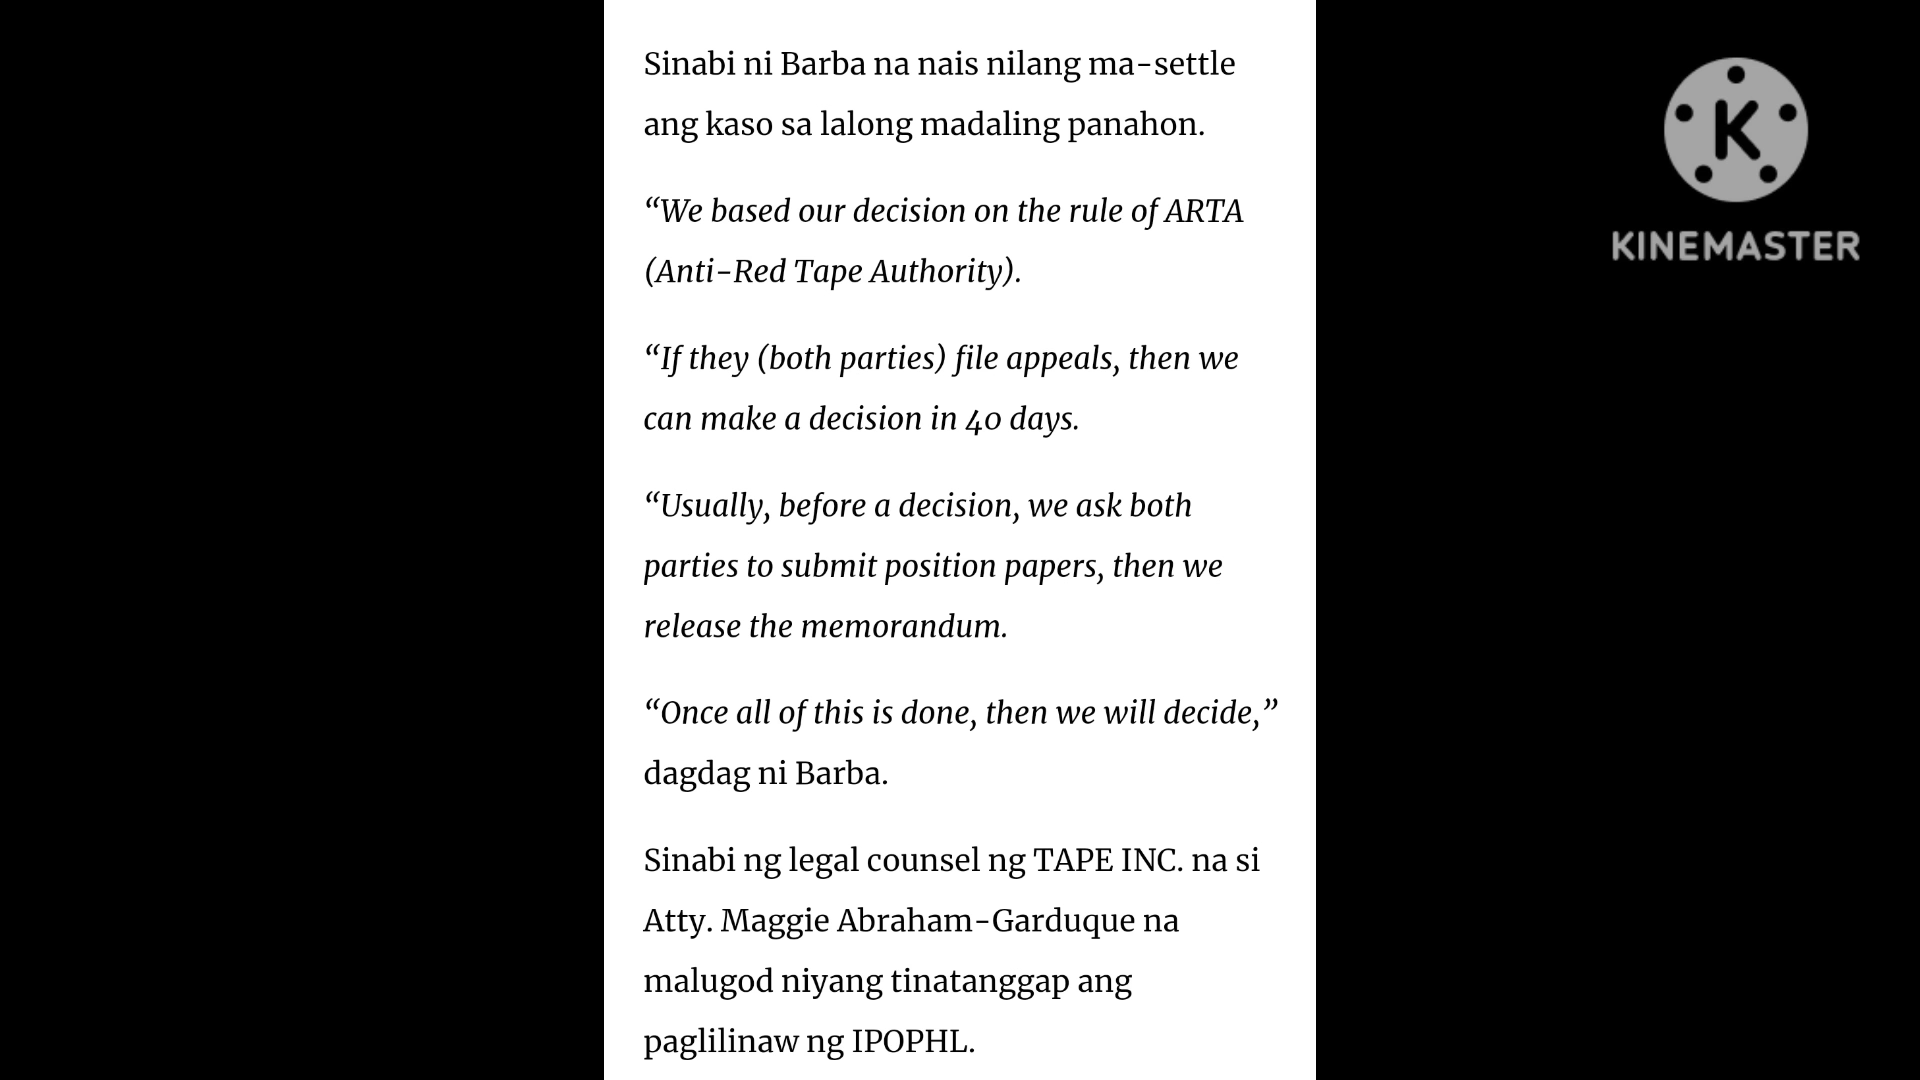 Sinabi ni Barba na nais nilang ma-settle
ang kaso sa lalong madaling panahon.
“We based our decision on the rule of ARTA
(Anti-Red Tape Authority).
“If they (both parties) file appeals, then we
can make a decision in 40 days.
“Usually, before a decision, we ask both
parties to submit position papers, then we
release the memorandum.
“Once all of this is done, then we will decide,”
dagdag ni Barba.
Sinabi ng legal counsel ng TAPE INC. na si
Atty. Maggie Abraham-Garduque na
malugod niyang tinatanggap ang
paglilinaw ng IPOPHL.
K
KINEMASTER